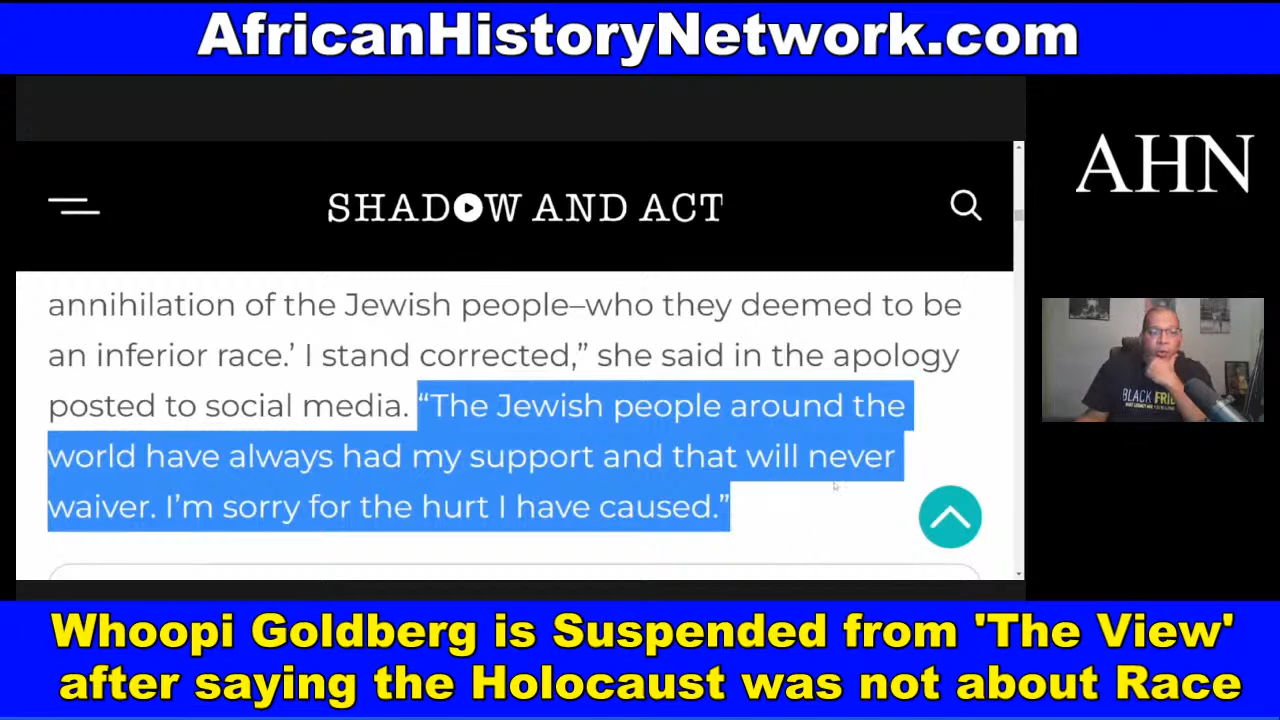 AfricanHistoryNetwork.com
AHN
SHADOW AND ACT
annihilation of the Jewish people–who they deemed to be
an inferior race.’ I stand corrected,” she said in the apology
posted to social media. “The Jewish people around the
world have always had my support and that will never
waiver. I’m sorry for the hurt I have caused.”
BLACK FRI
Whoopi Goldberg is Suspended from 'The View'
after saying the Holocaust was not about Race